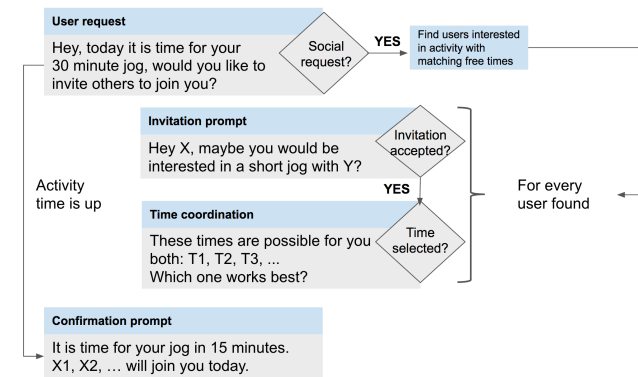 User request
Hey, today it is time for your
30 minute jog, would you like to
invite others to join you?
Social
request?
YES
Find users interested
in activity with
matching free times
Invitation prompt
Hey X, maybe you would be
interested in a short jog with Y?
Invitation
accepted?
YES
Activity
time is up
For every
user found
Time coordination
These times are possible for you
both: T1, T2, T3, ...
Which one works best?
Time
selected?
Confirmation prompt
It is time for your jog in 15 minutes.
X1, X2, … will join you today.